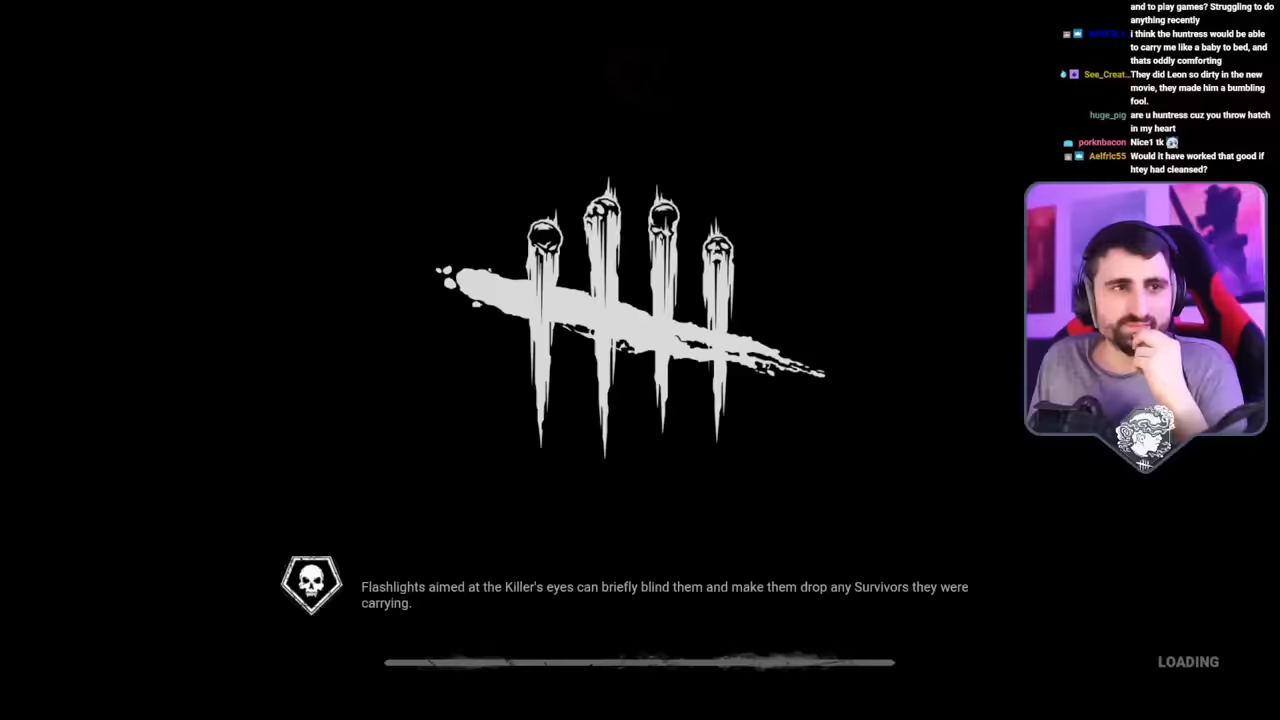 and to play games? Struggling to do
anything recently
i think the huntress would be able
to carry me like a baby to bed, and
thats oddly comforting
See_Creat... They did Leon so dirty in the new
movie, they made him a bumbling
fool.
huge_pig are u huntress cuz you throw hatch
in my heart
porknbacon Nice1 tk
Aelfric55 Would it have worked that good if
htey had cleansed?
Flashlights aimed at the Killer's eyes can briefly blind them and make them drop any Survivors they were
carrying.
LOADING